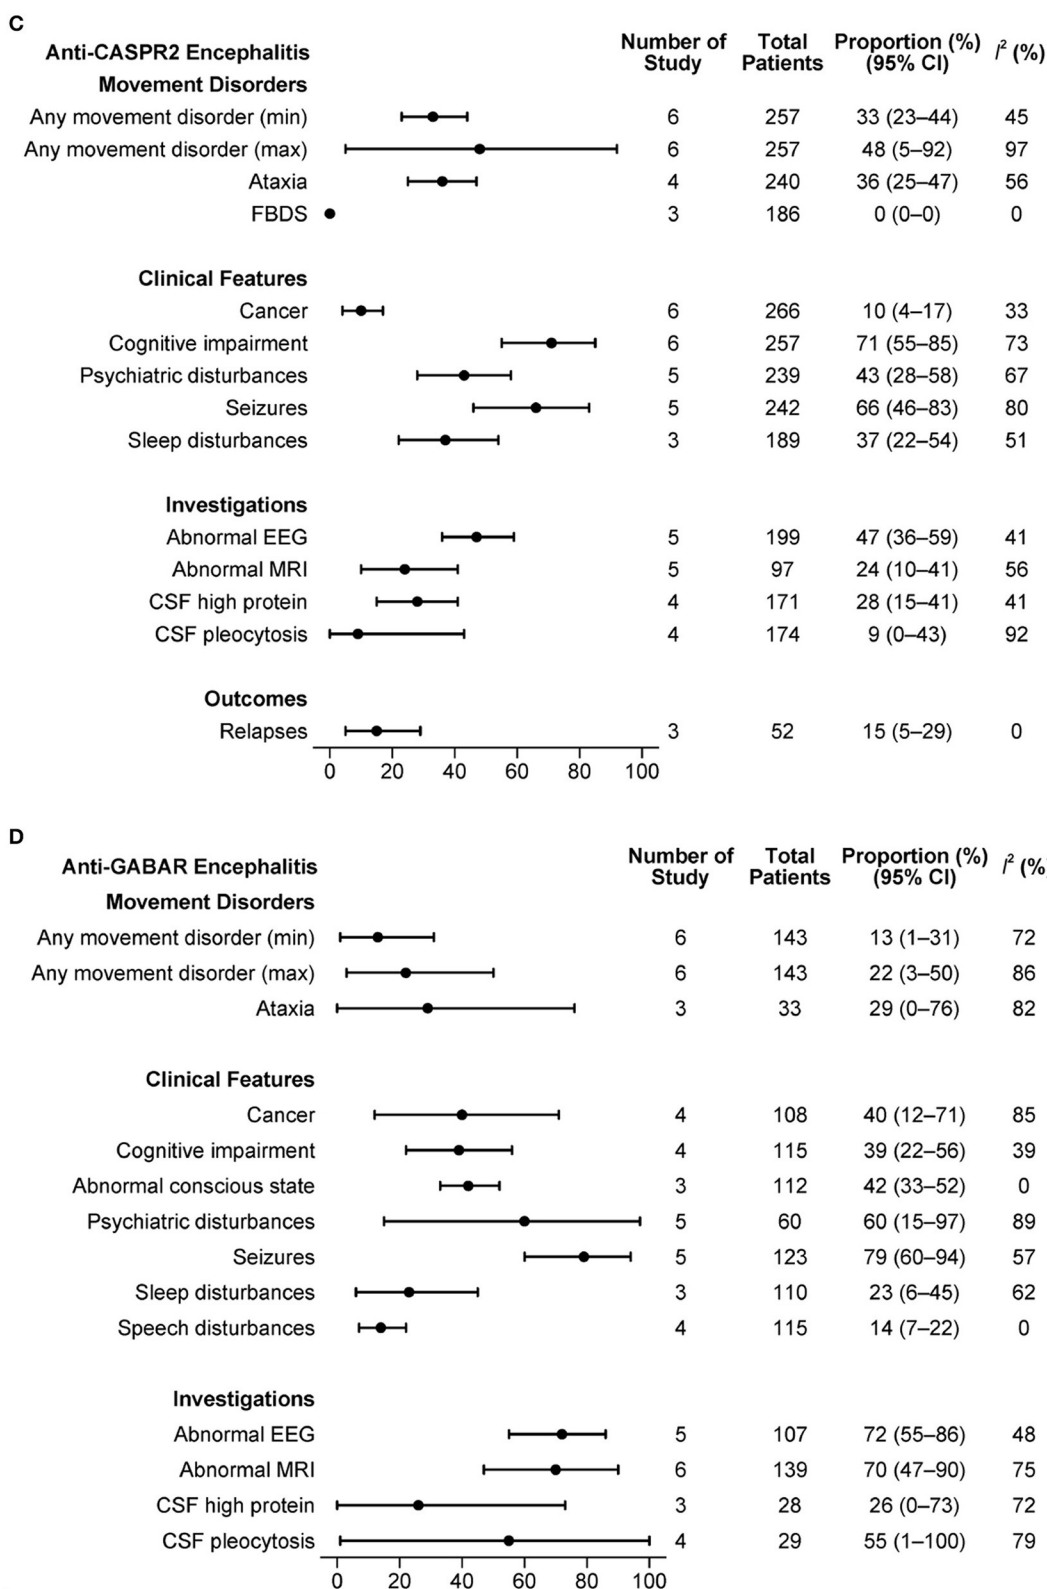 C
Anti-CASPR2 Encephalitis Number of Study Total Patients Proportion (%) (95% CI) I² (%)
Movement Disorders
Any movement disorder (min) 6 257 33 (23–44) 45
Any movement disorder (max) 6 257 48 (5–92) 97
Ataxia 4 240 36 (25–47) 56
FBDS 3 186 0 (0–0) 0
Clinical Features
Cancer 6 266 10 (4–17) 33
Cognitive impairment 6 257 71 (55–85) 73
Psychiatric disturbances 5 239 43 (28–58) 67
Seizures 5 242 66 (46–83) 80
Sleep disturbances 3 189 37 (22–54) 51
Investigations
Abnormal EEG 5 199 47 (36–59) 41
Abnormal MRI 5 97 24 (10–41) 56
CSF high protein 4 171 28 (15–41) 41
CSF pleocytosis 4 174 9 (0–43) 92
Outcomes
Relapses 3 52 15 (5–29) 0
0 20 40 60 80 100
D
Anti-GABAR Encephalitis Number of Study Total Patients Proportion (%) (95% CI) I² (%)
Movement Disorders
Any movement disorder (min) 6 143 13 (1–31) 72
Any movement disorder (max) 6 143 22 (3–50) 86
Ataxia 3 33 29 (0–76) 82
Clinical Features
Cancer 4 108 40 (12–71) 85
Cognitive impairment 4 115 39 (22–56) 39
Abnormal conscious state 3 112 42 (33–52) 0
Psychiatric disturbances 5 60 60 (15–97) 89
Seizures 5 123 79 (60–94) 57
Sleep disturbances 3 110 23 (6–45) 62
Speech disturbances 4 115 14 (7–22) 0
Investigations
Abnormal EEG 5 107 72 (55–86) 48
Abnormal MRI 6 139 70 (47–90) 75
CSF high protein 3 28 26 (0–73) 72
CSF pleocytosis 4 29 55 (1–100) 79
0 20 40 60 80 100